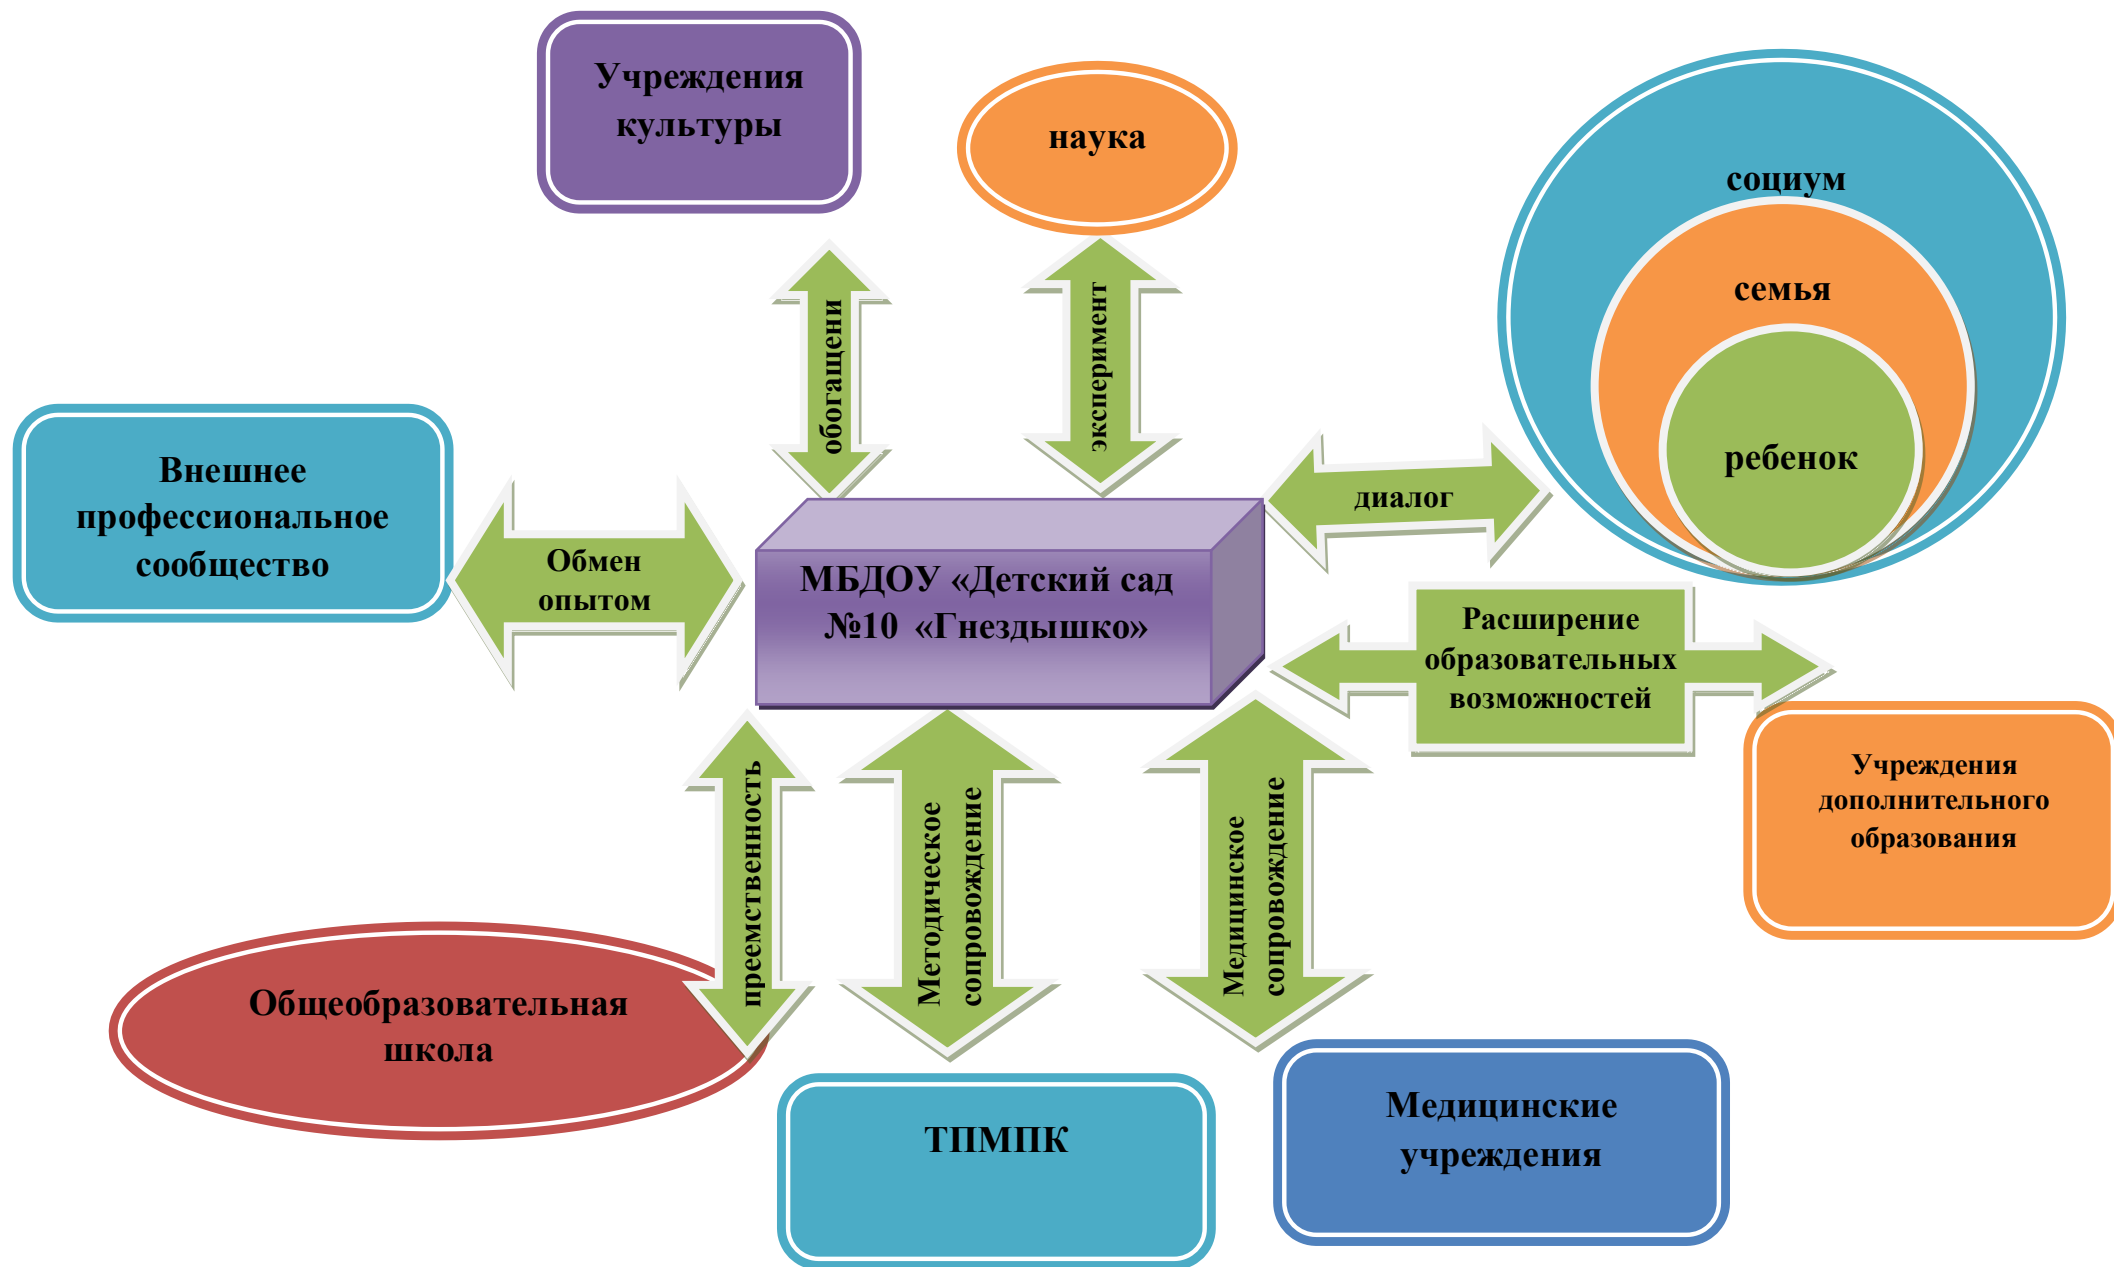 Учреждения
культуры
наука
социум
семья
ребенок
обогащени
эксперимент
диалог
Внешнее
профессиональное
сообщество
Обмен
опытом
МБДОУ «Детский сад
№10 «Гнездышко»
Расширение
образовательных
возможностей
Учреждения
дополнительного
образования
преемственность
Методическое
сопровождение
Медицинское
сопровождение
Общеобразовательная
школа
ТПМПК
Медицинские
учреждения